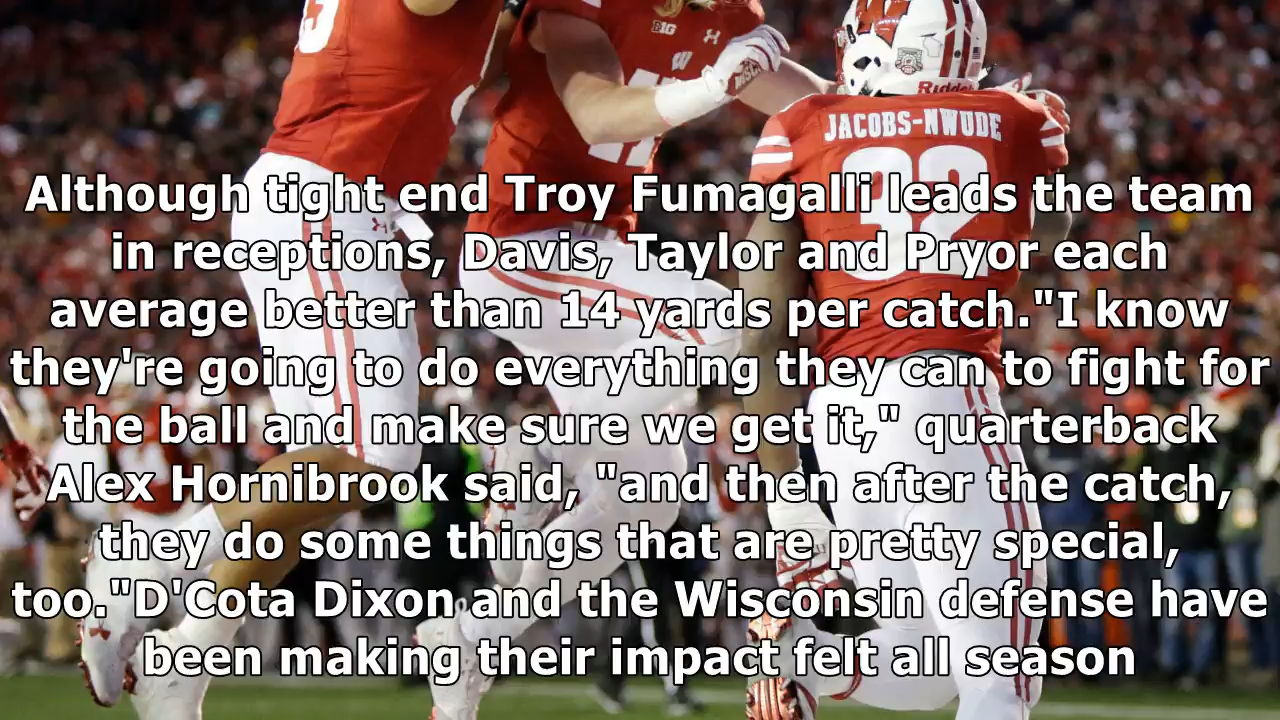 B1G
W
Riddell
JACOBS-NWUDE
32
Although tight end Troy Fumagalli leads the team
in receptions, Davis, Taylor and Pryor each
average better than 14 yards per catch."I know
they're going to do everything they can to fight for
the ball and make sure we get it," quarterback
Alex Hornibrook said, "and then after the catch,
they do some things that are pretty special,
too."D'Cota Dixon and the Wisconsin defense have
been making their impact felt all season